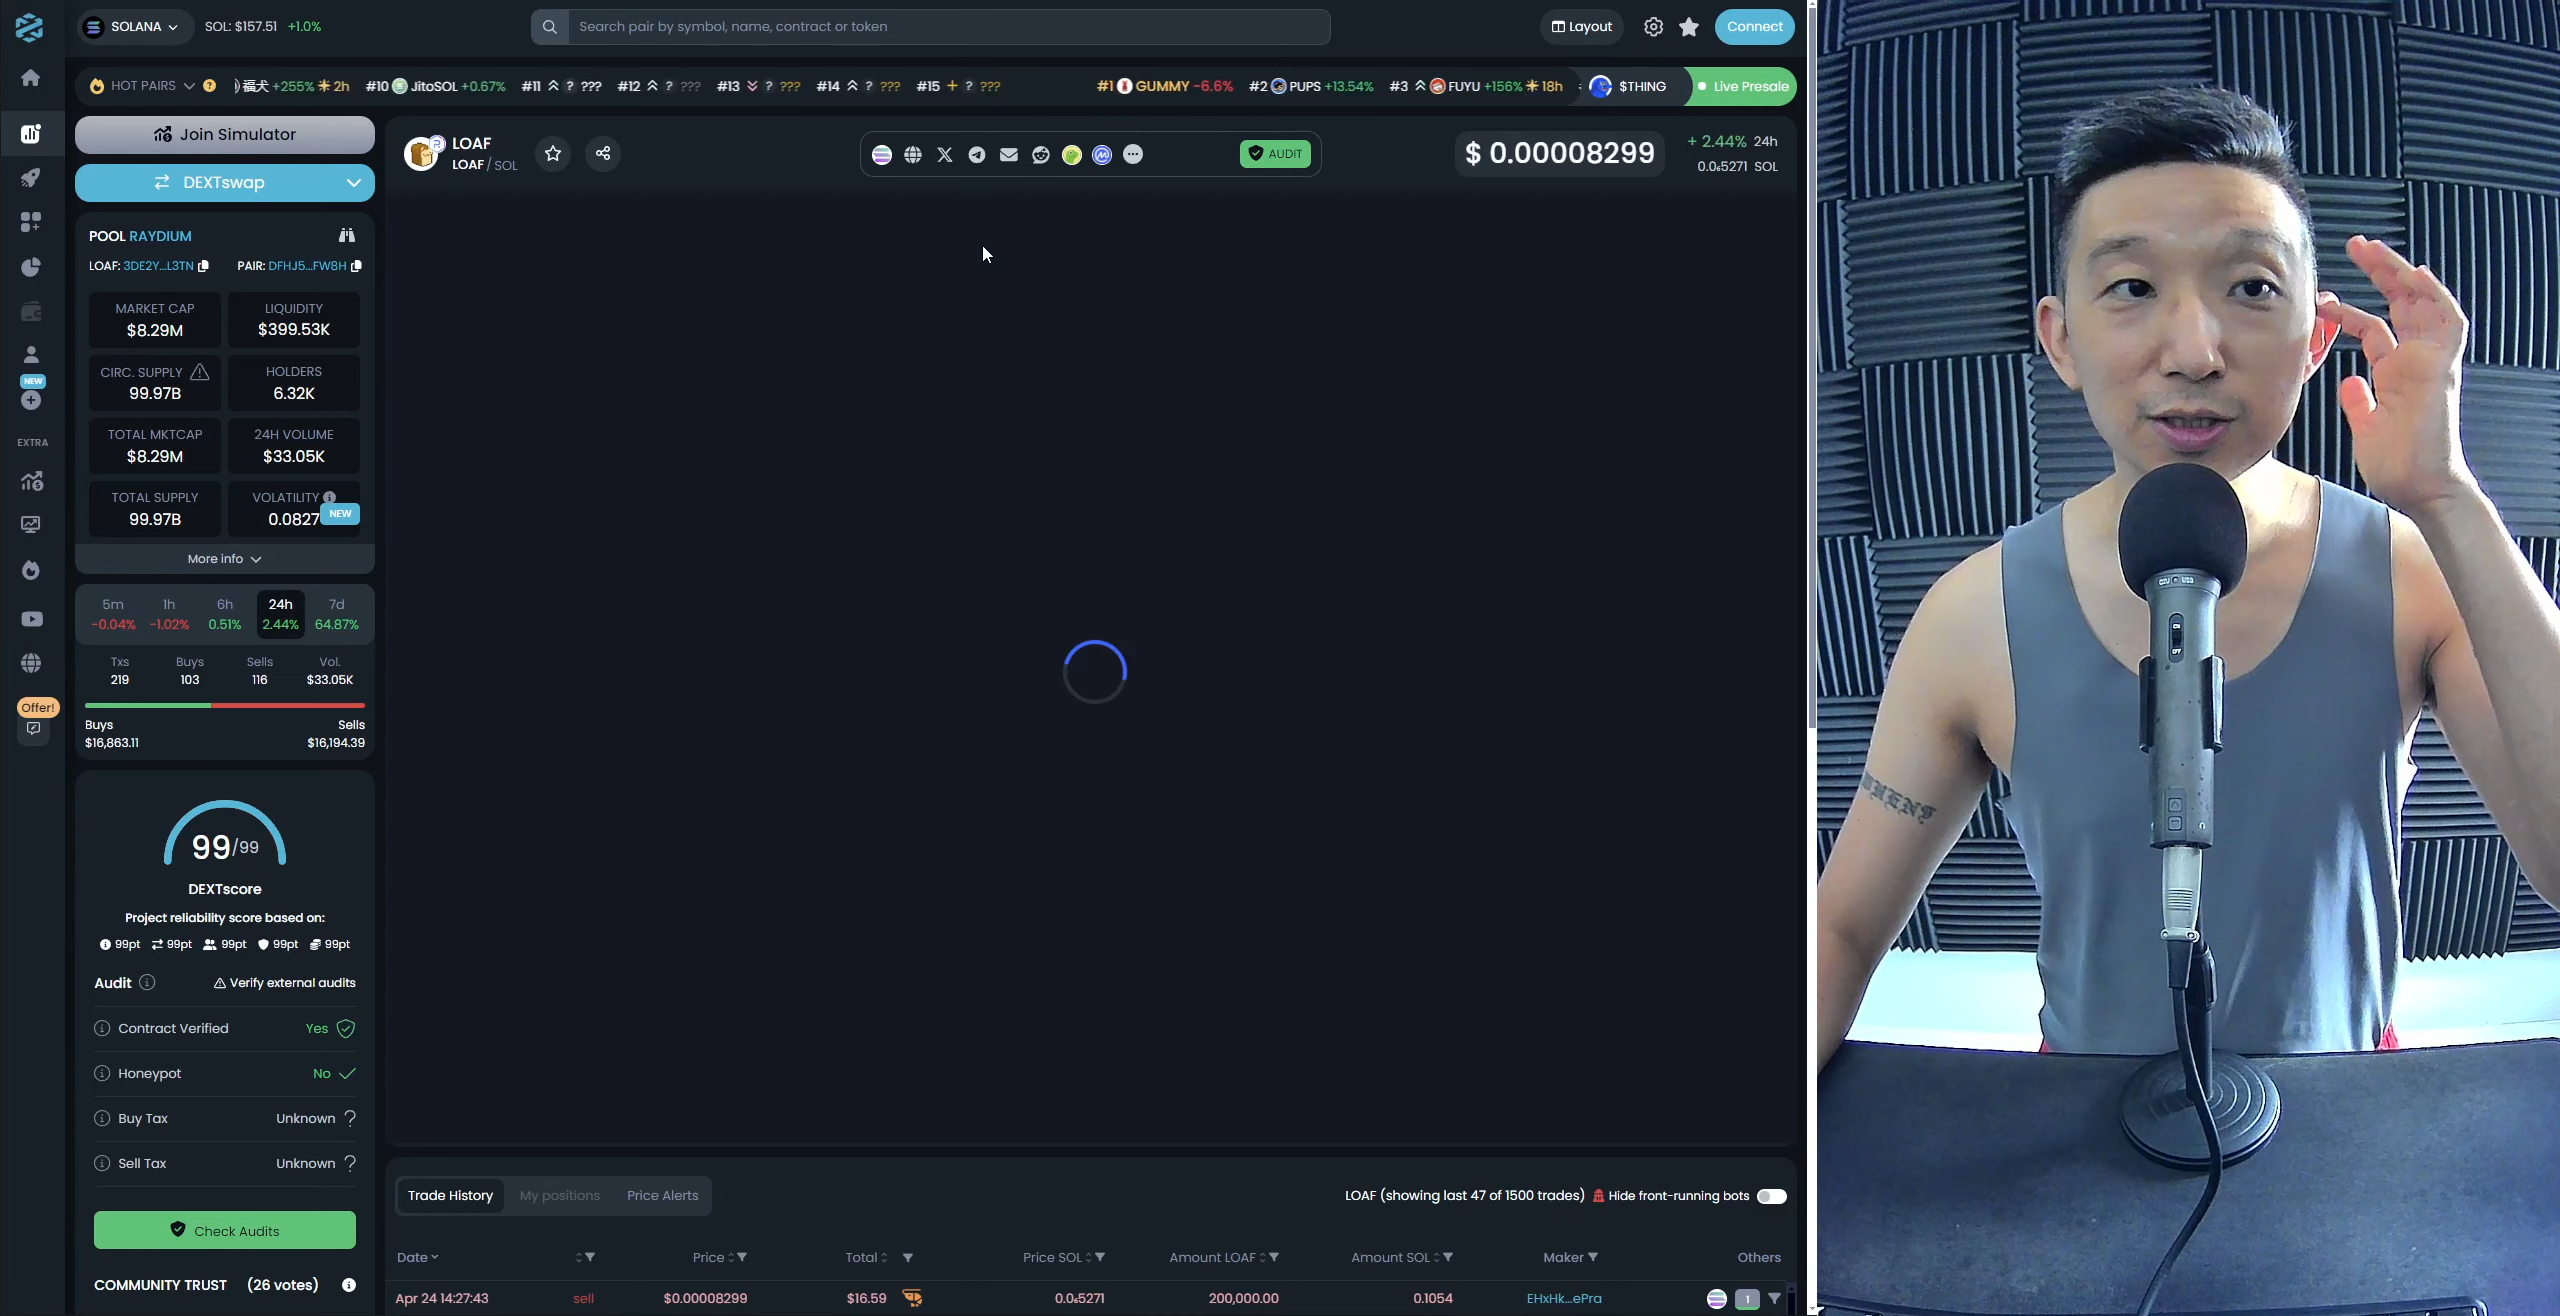 SOLANA SOL: $157.51 +1.0% Search pair by symbol, name, contract or token Layout Connect
HOT PAIRS ? 福犬 +255% 2h #10 JitoSOL +0.67% #11 ? ??? #12 ? ??? #13 ? ??? #14 ? ??? #15 ? ??? #1 GUMMY -6.6% #2 PUPS +13.54% #3 FUYU +156% 18h $THING Live Presale
Join Simulator
DEXTswap
LOAF
LOAF / SOL
AUDIT
$ 0.00008299
+ 2.44% 24h
0.0₆5271 SOL
POOL RAYDIUM
LOAF: 3DE2Y...L3TN PAIR: DFHJ5...FW8H
MARKET CAP LIQUIDITY
$8.29M $399.53K
CIRC. SUPPLY HOLDERS
99.97B 6.32K
TOTAL MKTCAP 24H VOLUME
$8.29M $33.05K
TOTAL SUPPLY VOLATILITY
99.97B 0.0827 NEW
More info
NEW
EXTRA
Offer!
5m 1h 6h 24h 7d
-0.04% -1.02% 0.51% 2.44% 64.87%
Txs Buys Sells Vol.
219 103 116 $33.05K
Buys Sells
$16,863.11 $16,194.39
99/99
DEXTscore
Project reliability score based on:
99pt 99pt 99pt 99pt 99pt
Audit Verify external audits
Contract Verified Yes
Honeypot No
Buy Tax Unknown ?
Sell Tax Unknown ?
Check Audits
COMMUNITY TRUST (26 votes)
Trade History My positions Price Alerts LOAF (showing last 47 of 1500 trades) Hide front-running bots
Date Price Total Price SOL Amount LOAF Amount SOL Maker Others
Apr 24 14:27:43 sell $0.00008299 $16.59 0.0₆5271 200,000.00 0.1054 EHxHk...ePra 1
ON
OFF